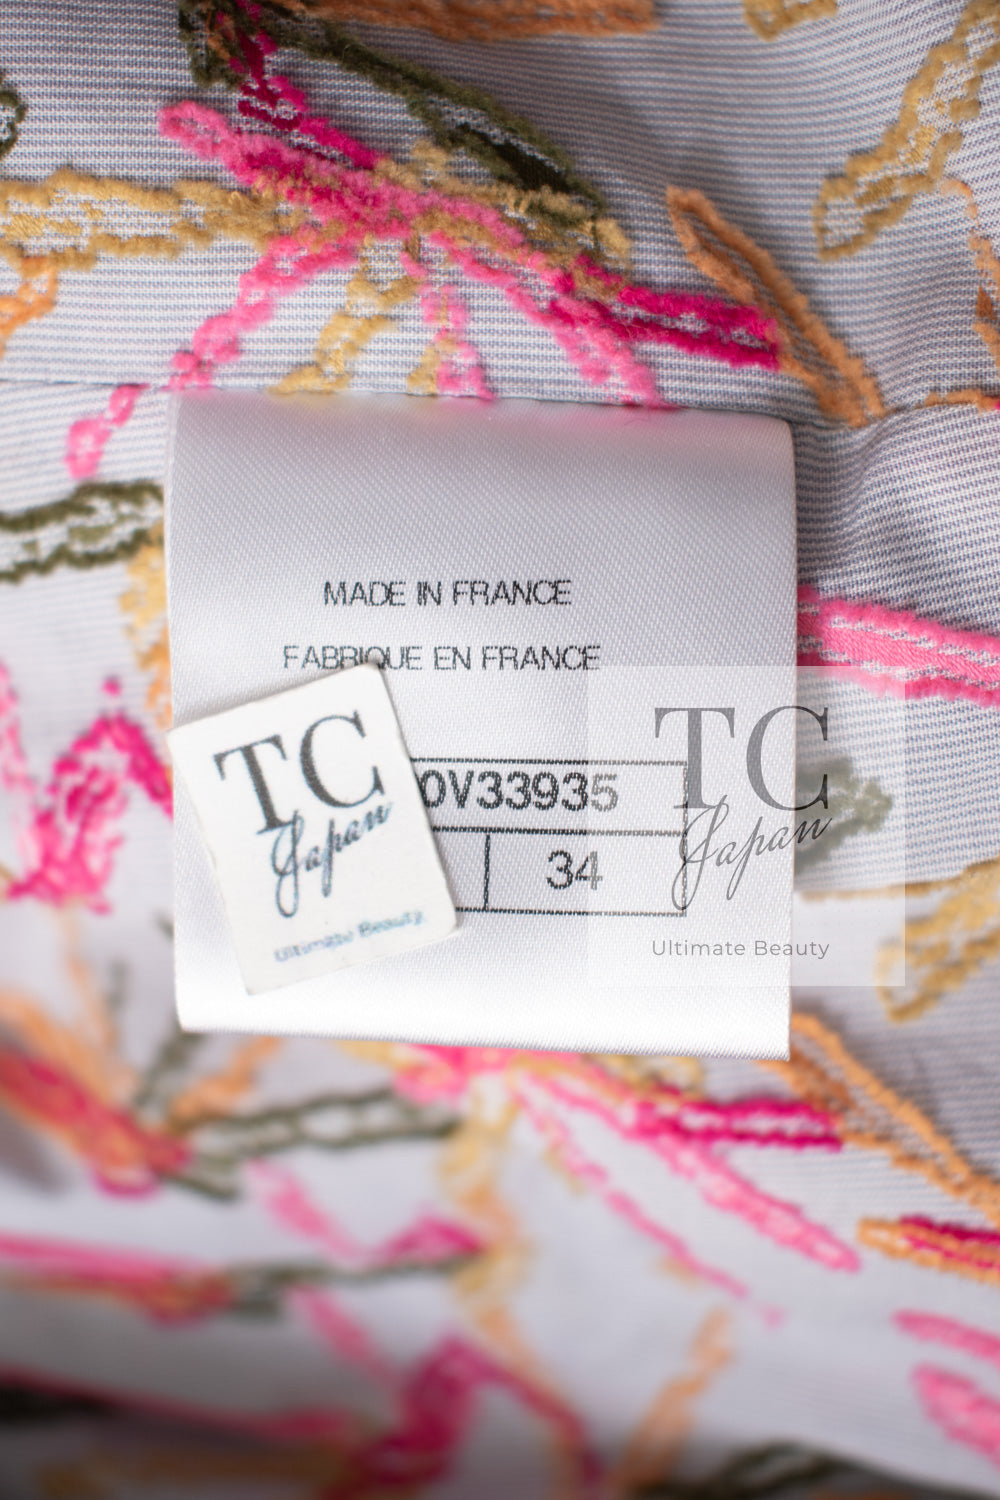 MADE IN FRANCE
FABRIQUE EN FRANCE
0V33935
34
TC
Japan
Ultimate Beauty
TC
Japan
Ultimate Beauty